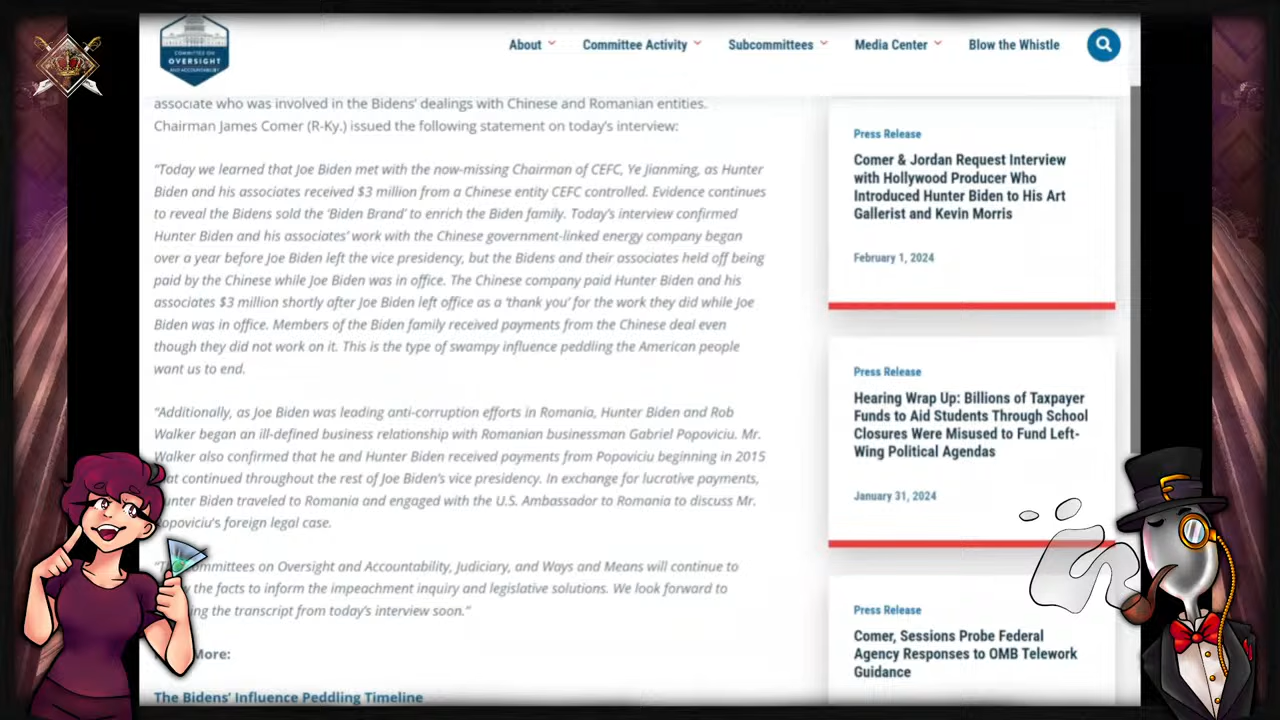 COMMITTEE ON
OVERSIGHT
AND ACCOUNTABILITY
About
Committee Activity
Subcommittees
Media Center
Blow the Whistle
associate who was involved in the Bidens’ dealings with Chinese and Romanian entities.
Chairman James Comer (R-Ky.) issued the following statement on today’s interview:
“Today we learned that Joe Biden met with the now-missing Chairman of CEFC, Ye Jianming, as Hunter
Biden and his associates received $3 million from a Chinese entity CEFC controlled. Evidence continues
to reveal the Bidens sold the ‘Biden Brand’ to enrich the Biden family. Today’s interview confirmed
Hunter Biden and his associates’ work with the Chinese government-linked energy company began
over a year before Joe Biden left the vice presidency, but the Bidens and their associates held off being
paid by the Chinese while Joe Biden was in office. The Chinese company paid Hunter Biden and his
associates $3 million shortly after Joe Biden left office as a ‘thank you’ for the work they did while Joe
Biden was in office. Members of the Biden family received payments from the Chinese deal even
though they did not work on it. This is the type of swampy influence peddling the American people
want us to end.
“Additionally, as Joe Biden was leading anti-corruption efforts in Romania, Hunter Biden and Rob
Walker began an ill-defined business relationship with Romanian businessman Gabriel Popoviciu. Mr.
Walker also confirmed that he and Hunter Biden received payments from Popoviciu beginning in 2015
at continued throughout the rest of Joe Biden’s vice presidency. In exchange for lucrative payments,
unter Biden traveled to Romania and engaged with the U.S. Ambassador to Romania to discuss Mr.
opoviciu’s foreign legal case.
ommittees on Oversight and Accountability, Judiciary, and Ways and Means will continue to
the facts to inform the impeachment inquiry and legislative solutions. We look forward to
ing the transcript from today’s interview soon.”
More:
The Bidens’ Influence Peddling Timeline
Press Release
Comer & Jordan Request Interview
with Hollywood Producer Who
Introduced Hunter Biden to His Art
Gallerist and Kevin Morris
February 1, 2024
Press Release
Hearing Wrap Up: Billions of Taxpayer
Funds to Aid Students Through School
Closures Were Misused to Fund Left-
Wing Political Agendas
January 31, 2024
Press Release
Comer, Sessions Probe Federal
Agency Responses to OMB Telework
Guidance